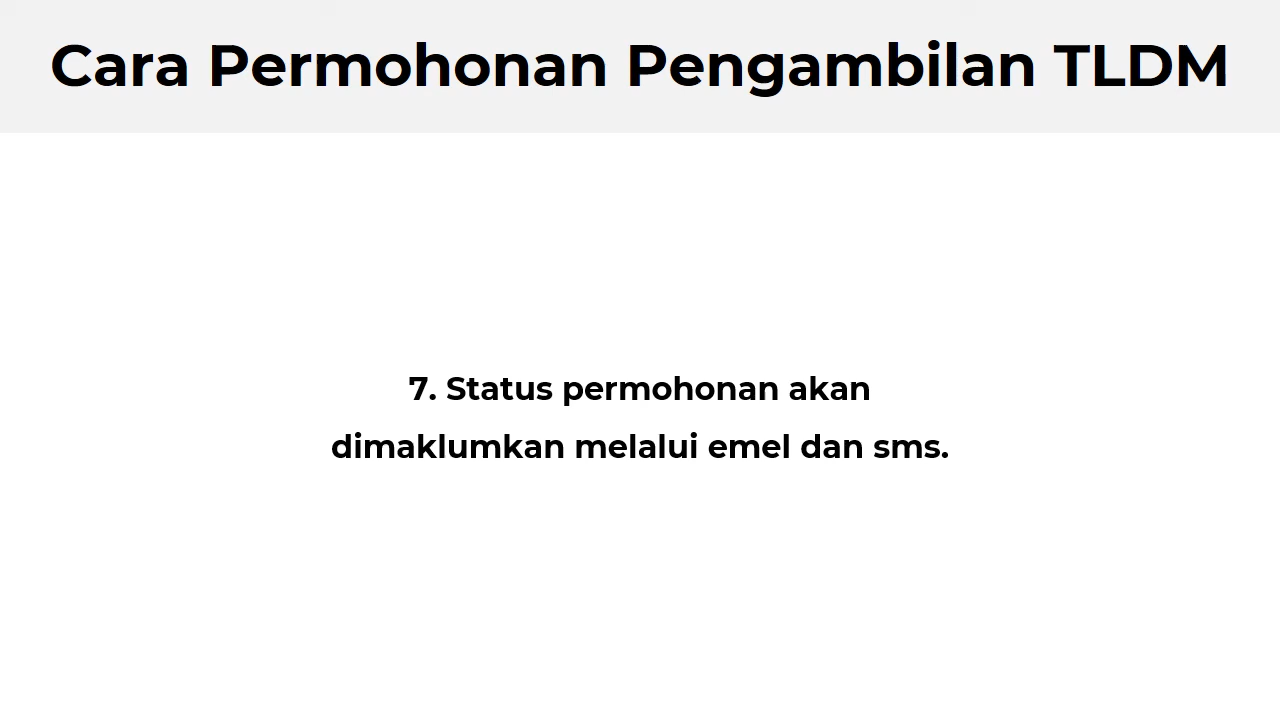 Cara Permohonan Pengambilan TLDM
7. Status permohonan akan
dimaklumkan melalui emel dan sms.